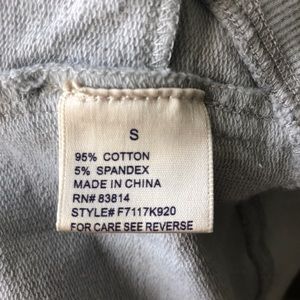 S
95% COTTON
5% SPANDEX
MADE IN CHINA
RN# 83814
STYLE# F7117K920
FOR CARE SEE REVERSE